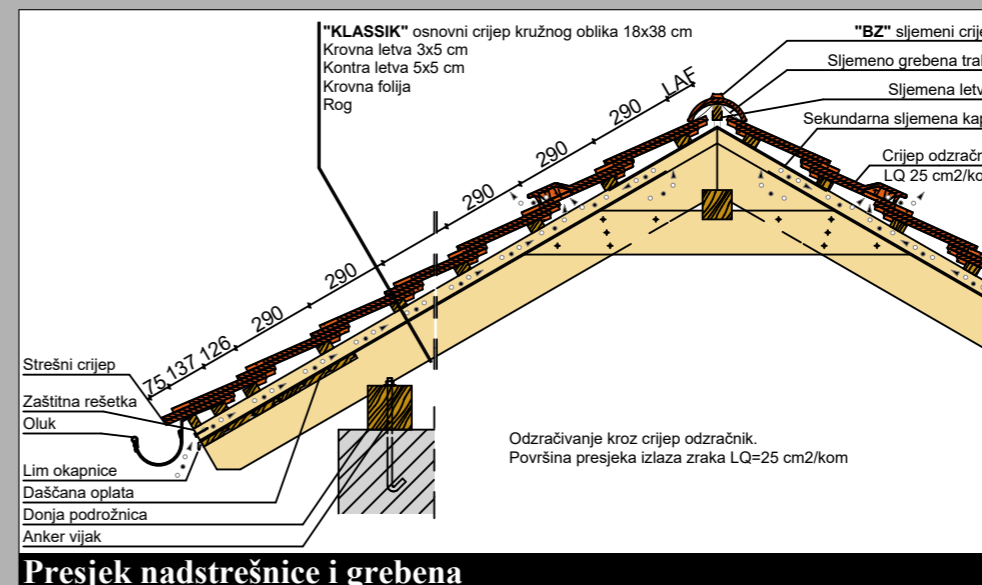 "KLASSIK" osnovni crijep kružnog oblika 18x38 cm
Krovna letva 3x5 cm
Kontra letva 5x5 cm
Krovna folija
Rog
"BZ" sljemeni crije
Sljemeno grebena tra
Sljemena letv
Sekundarna sljemena kap
Crijep odzračn
LQ 25 cm2/ko
75 137 126 290 290 290 290 290 LAF
Strešni crijep
Zaštitna rešetka
Oluk
Lim okapnice
Daščana oplata
Donja podrožnica
Anker vijak
Odzračivanje kroz crijep odzračnik.
Površina presjeka izlaza zraka LQ=25 cm2/kom
Presjek nadstrešnice i grebena